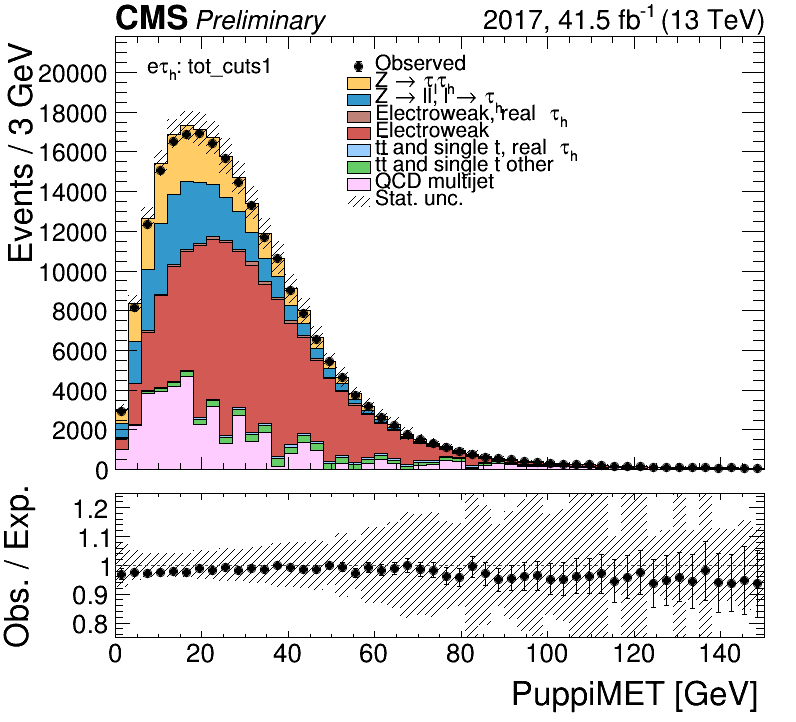 CMS Preliminary 2017, 41.5 fb⁻¹ (13 TeV)
Events / 3 GeV
eτₕ: tot_cuts1
Observed
Z → τₗτₕ
Z → ll, l → τₕ
Electroweak, real τₕ
Electroweak
tt̄ and single t, real τₕ
tt̄ and single t other
QCD multijet
Stat. unc.
20000
18000
16000
14000
12000
10000
8000
6000
4000
2000
0
Obs. / Exp.
1.2
1.1
1
0.9
0.8
0 20 40 60 80 100 120 140
PuppiMET [GeV]